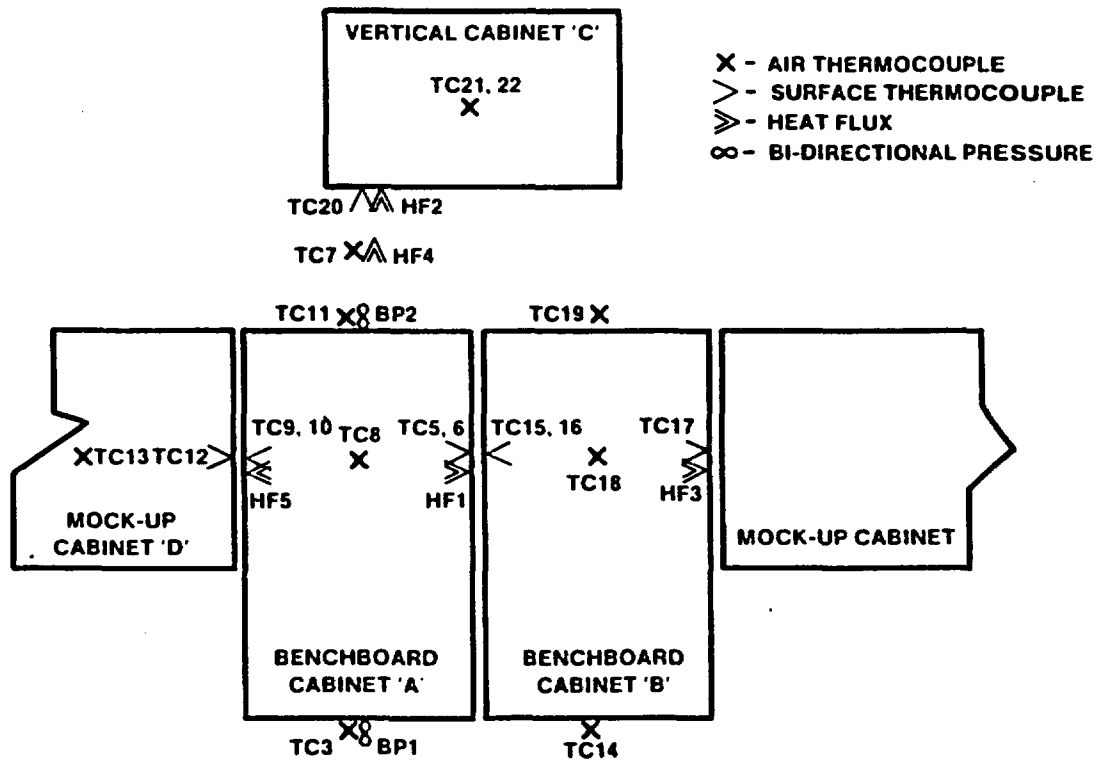 VERTICAL CABINET 'C'
TC21, 22
X - AIR THERMOCOUPLE
> - SURFACE THERMOCOUPLE
⪢ - HEAT FLUX
∞ - BI-DIRECTIONAL PRESSURE
TC20 HF2
TC7 HF4
TC11 BP2
TC19
TC9, 10 TC8
TC5, 6
TC15, 16
TC17
TC13 TC12
TC18
HF5
HF1
HF3
MOCK-UP
CABINET 'D'
MOCK-UP CABINET
BENCHBOARD
CABINET 'A'
BENCHBOARD
CABINET 'B'
TC3 BP1
TC14